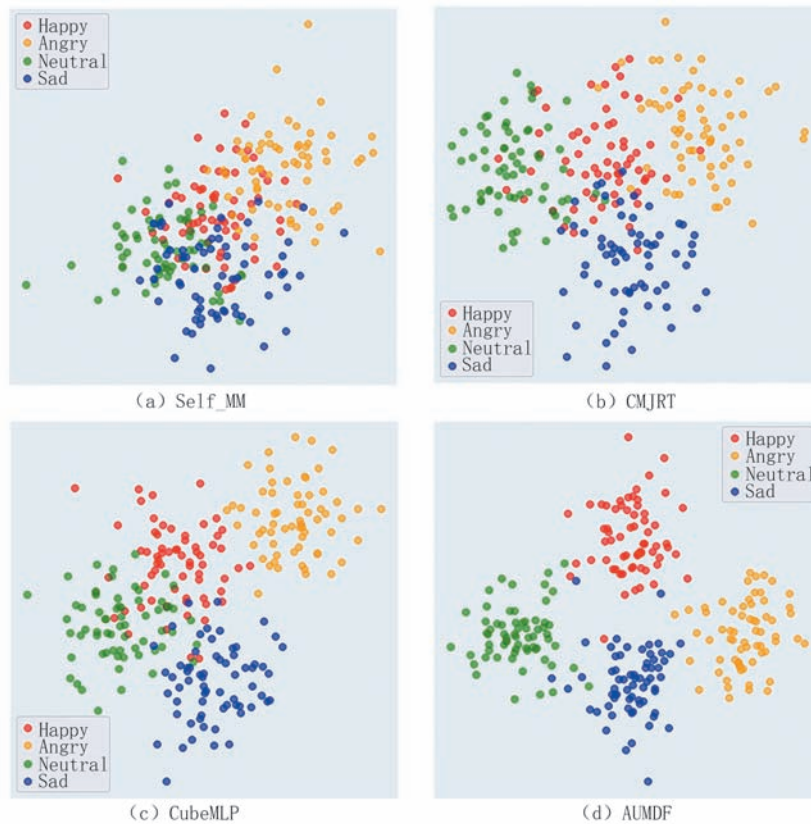 Happy
Angry
Neutral
Sad
(a) Self_MM
Happy
Angry
Neutral
Sad
(b) CMJRT
Happy
Angry
Neutral
Sad
(c) CubeMLP
Happy
Angry
Neutral
Sad
(d) AUMDF